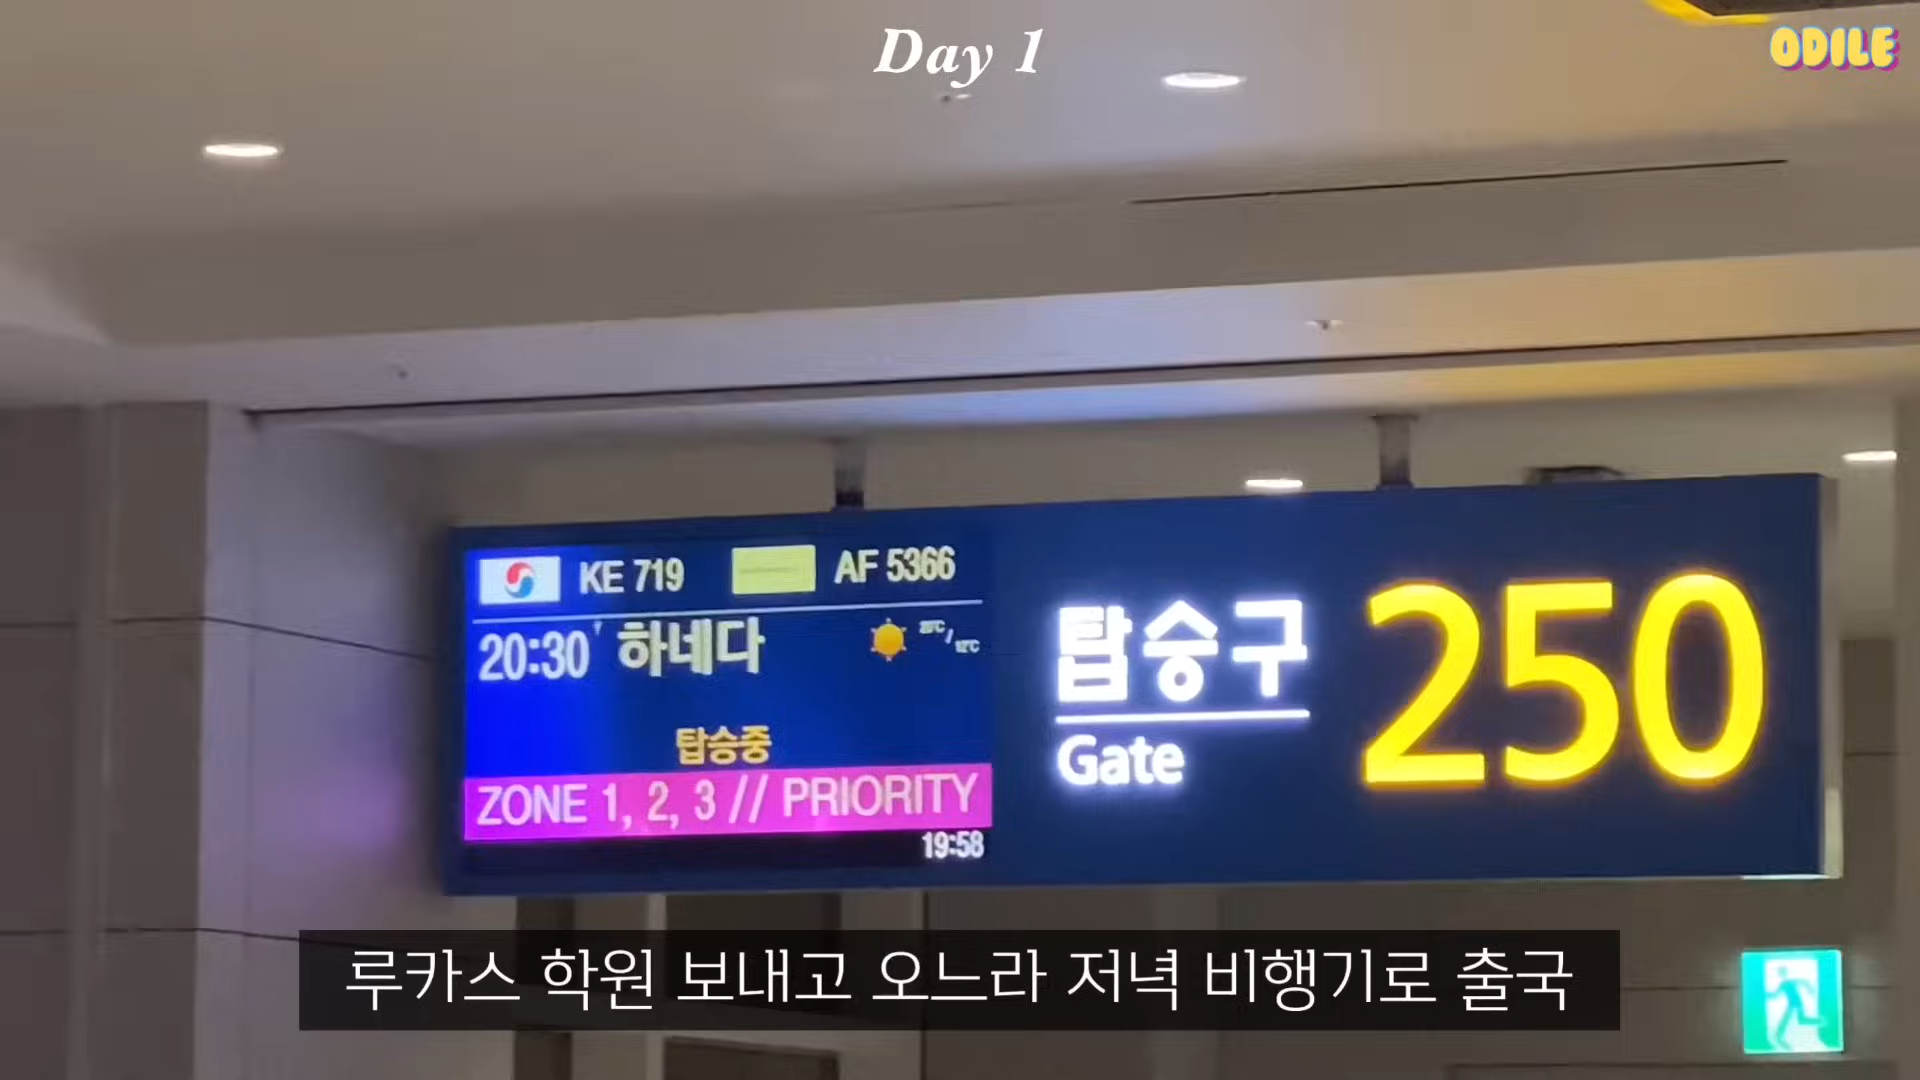 Day 1
ODILE
KE 719 AF 5366
20:30 하네다
탑승중
ZONE 1, 2, 3 // PRIORITY
19:58
탑승구
Gate
250
루카스 학원 보내고 오느라 저녁 비행기로 출국